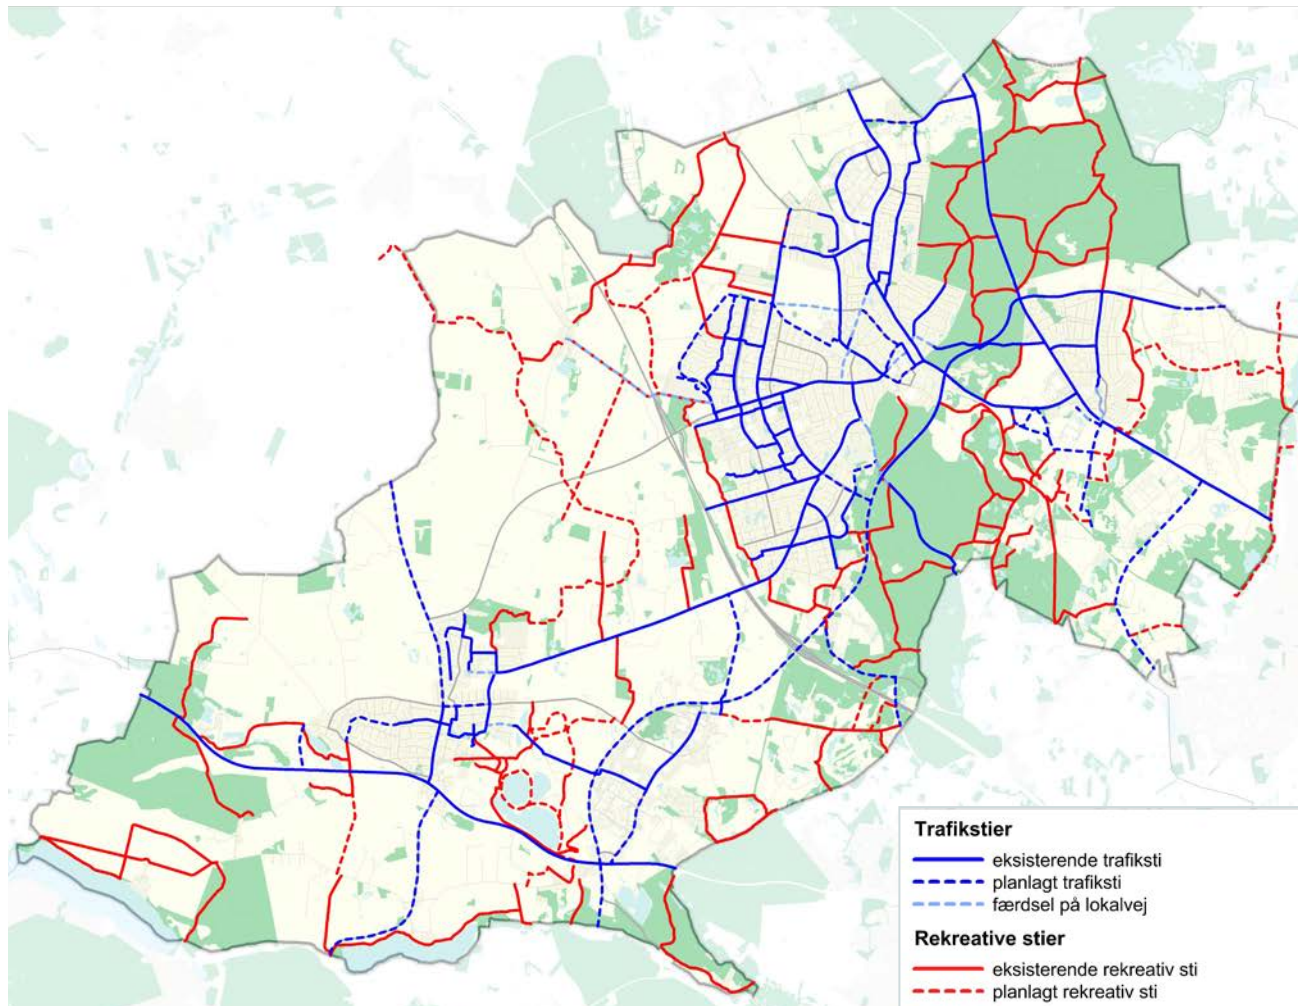 Trafikstier
eksisterende trafiksti
planlagt trafiksti
færdsel på lokalvej
Rekreative stier
eksisterende rekreativ sti
planlagt rekreativ sti